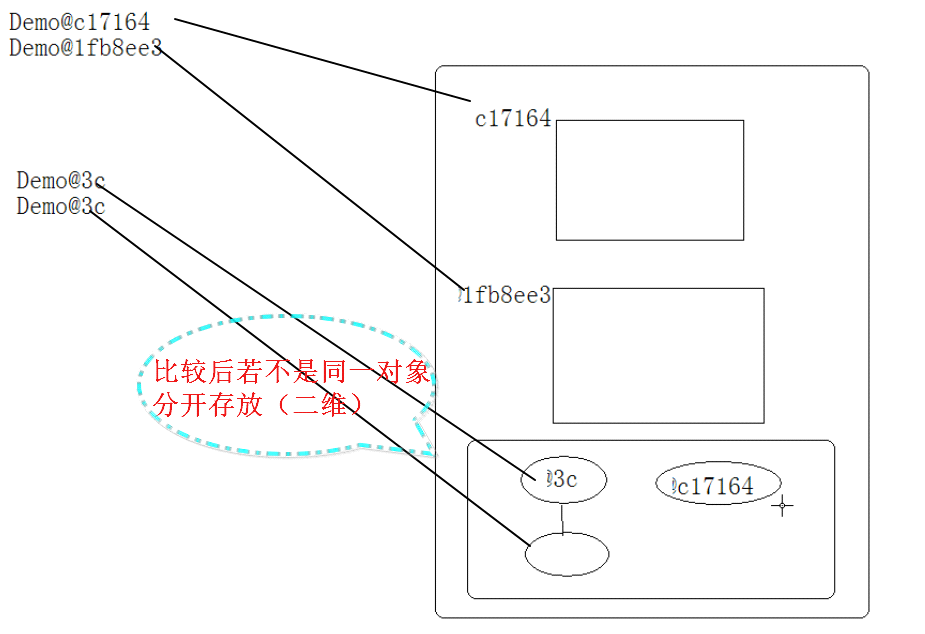 Demo@c17164
Demo@1fb8ee3
c17164
Demo@3c
Demo@3c
1fb8ee3
比较后若不是同一对象
分开存放（二维）
3c
c17164